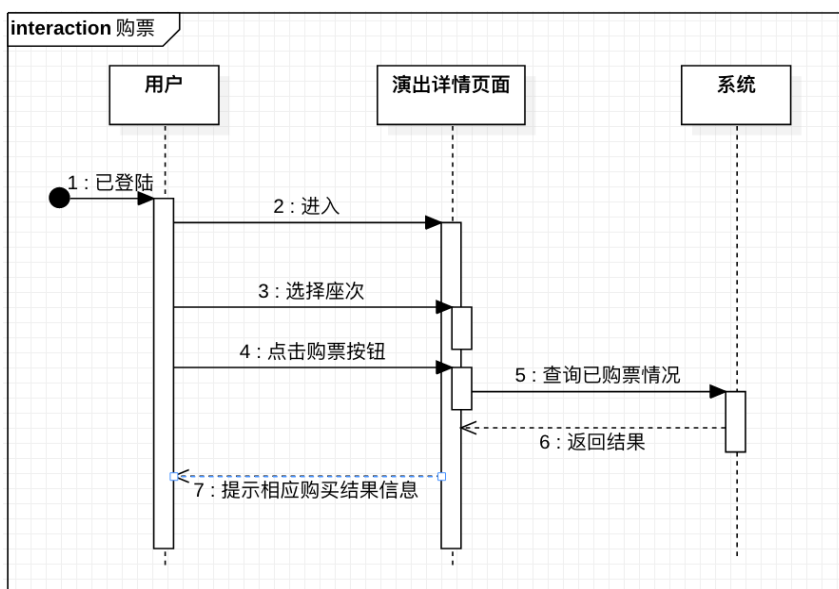 interaction 购票
用户
演出详情页面
系统
1 : 已登陆
2 : 进入
3 : 选择座次
4 : 点击购票按钮
5 : 查询已购票情况
6 : 返回结果
7 : 提示相应购买结果信息